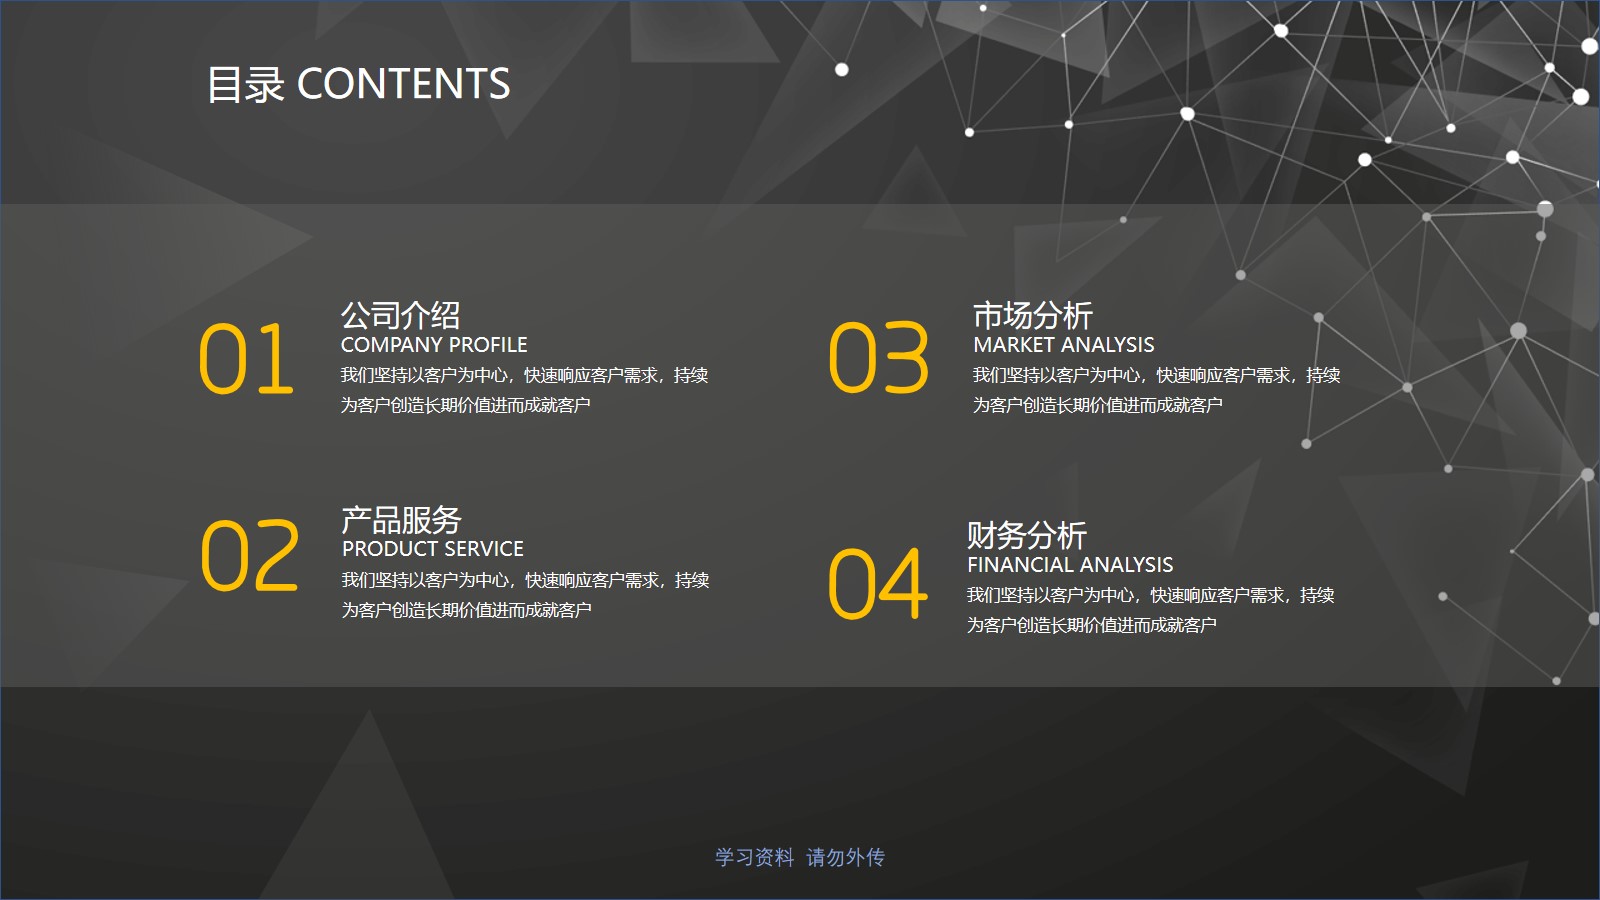 目录 CONTENTS
01
公司介绍
COMPANY PROFILE
我们坚持以客户为中心，快速响应客户需求，持续
为客户创造长期价值进而成就客户
02
产品服务
PRODUCT SERVICE
我们坚持以客户为中心，快速响应客户需求，持续
为客户创造长期价值进而成就客户
03
市场分析
MARKET ANALYSIS
我们坚持以客户为中心，快速响应客户需求，持续
为客户创造长期价值进而成就客户
04
财务分析
FINANCIAL ANALYSIS
我们坚持以客户为中心，快速响应客户需求，持续
为客户创造长期价值进而成就客户
学习资料 请勿外传